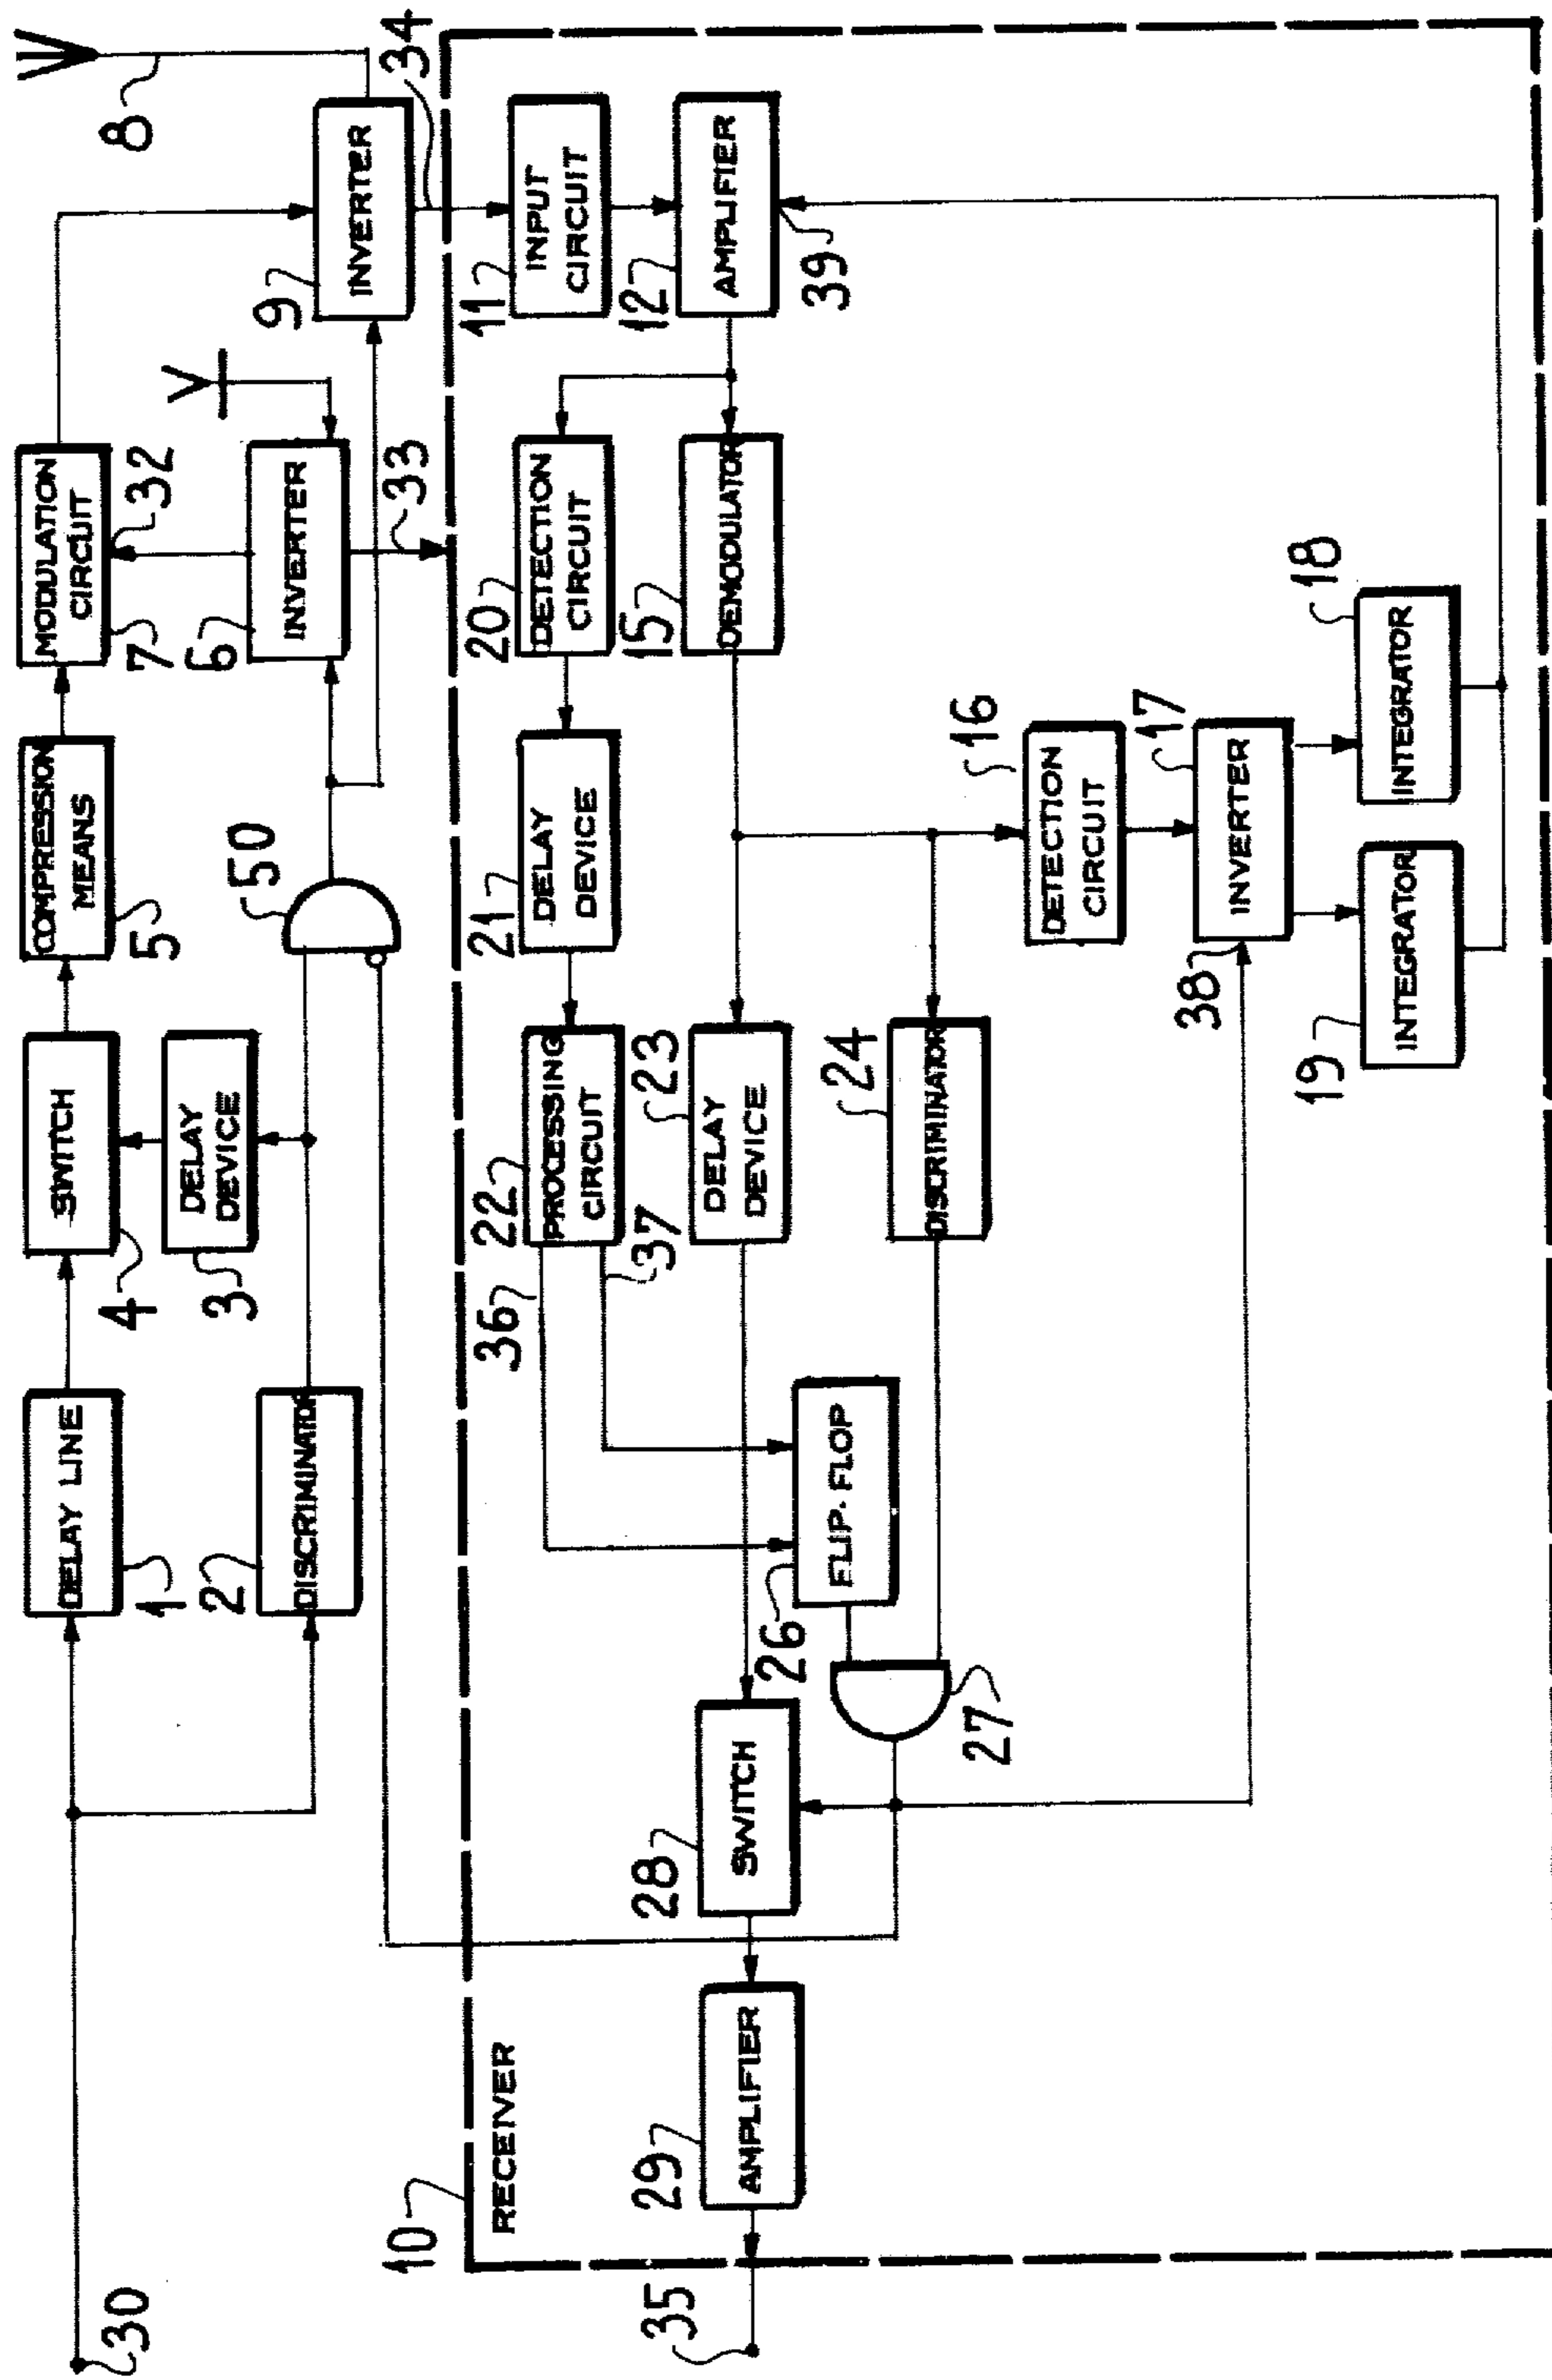 30
DELAY LINE
1
SWITCH
4
COMPRESSION
MEANS
5
MODULATION
CIRCUIT
7
32
8
DISCRIMINATOR
2
DELAY
DEVICE
3
50
INVERTER
6
33
INVERTER
9
34
10
RECEIVER
36
PROCESSING
CIRCUIT
22
37
DELAY
DEVICE
21
DETECTION
CIRCUIT
20
INPUT
CIRCUIT
11
35
AMPLIFIER
29
SWITCH
28
DELAY
DEVICE
23
DEMODULATOR
15
AMPLIFIER
12
39
FLIP.FLOP
26
27
DISCRIMINATOR
24
DETECTION
CIRCUIT
16
INVERTER
17
38
INTEGRATOR
19
INTEGRATOR
18